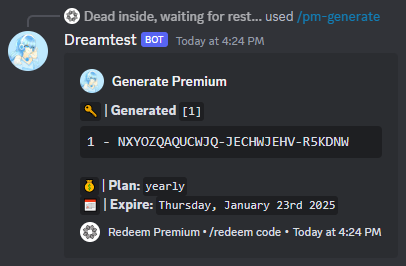 Dead inside, waiting for rest... used /pm-generate
Dreamtest BOT Today at 4:24 PM
Generate Premium
| Generated [1]
1 - NXYOZQAQUCWJQ-JECHWJEHV-R5KDNW
| Plan: yearly
| Expire: Thursday, January 23rd 2025
Redeem Premium • /redeem code • Today at 4:24 PM